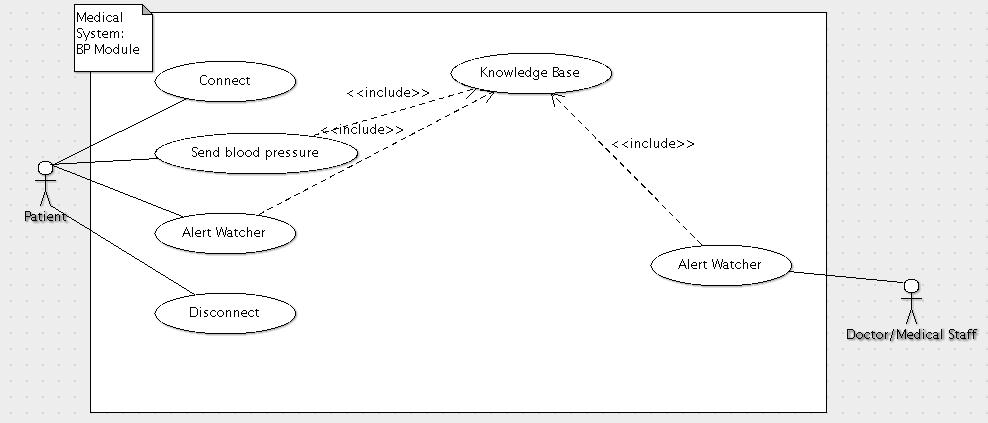 Medical
System:
BP Module
Connect
Knowledge Base
<<include>>
<<include>>
Send blood pressure
<<include>>
Patient
Alert Watcher
Alert Watcher
Disconnect
Doctor/Medical Staff